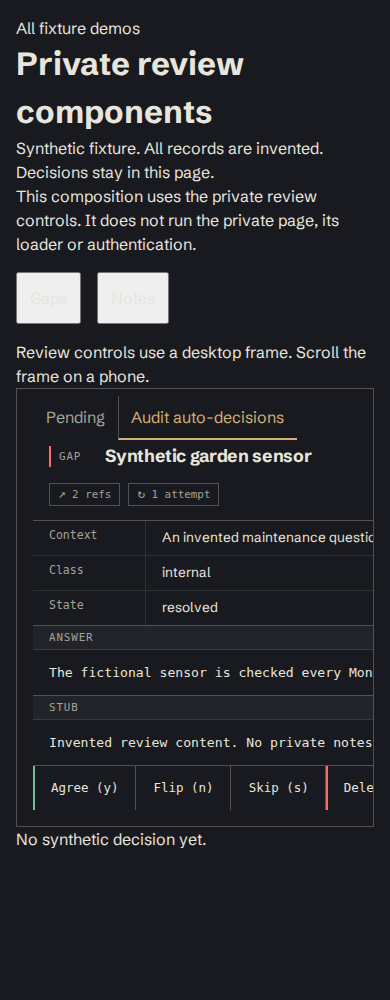 All fixture demos
Private review
components
Synthetic fixture. All records are invented.
Decisions stay in this page.
This composition uses the private review
controls. It does not run the private page, its
loader or authentication.
Gaps Notes
Review controls use a desktop frame. Scroll the
frame on a phone.
Pending Audit auto-decisions
GAP Synthetic garden sensor
↗ 2 refs ↻ 1 attempt
Context An invented maintenance
Class internal
State resolved
ANSWER
The fictional sensor is checked every
STUB
Invented review content. No private notes
Agree (y) Flip (n) Skip (s)
No synthetic decision yet.